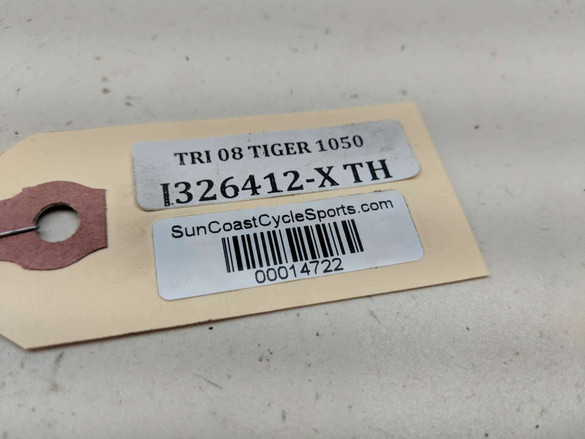 TRI 08 TIGER 1050
I326412-X TH
SunCoastCycleSports.com
00014722